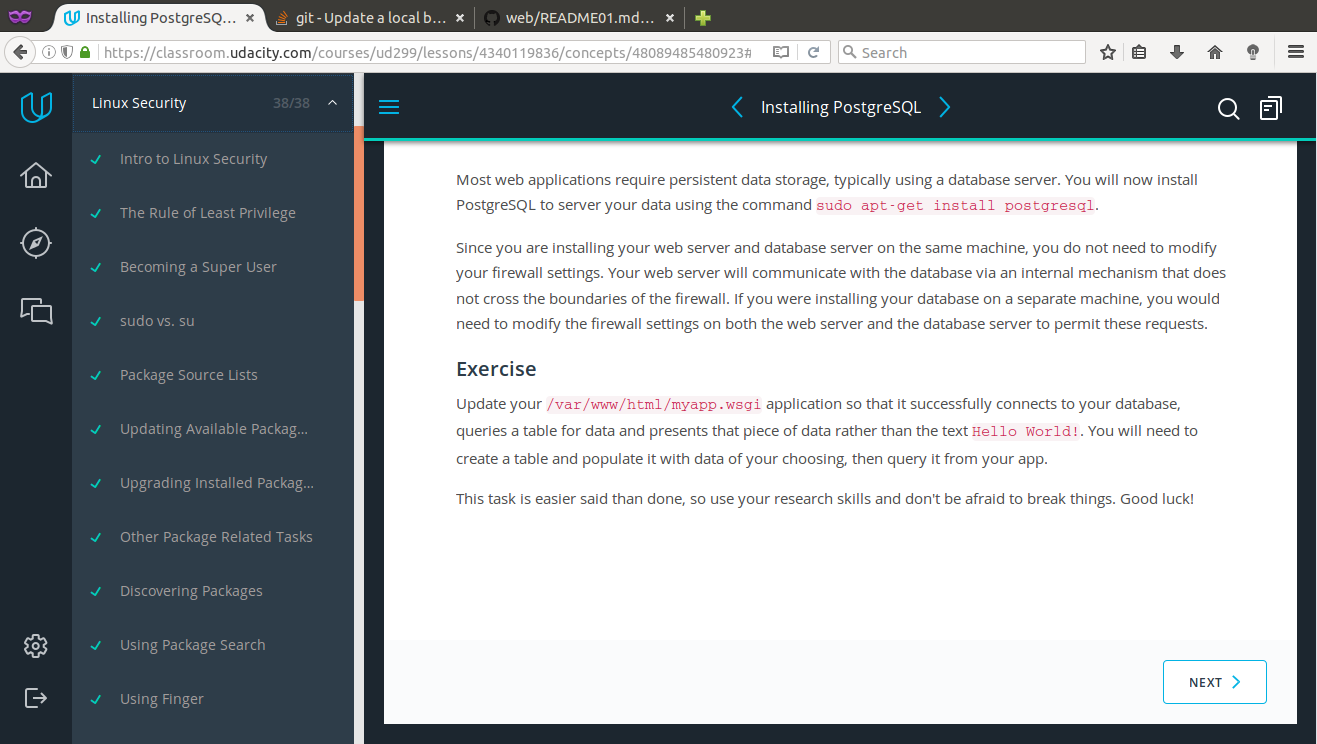 Installing PostgreSQ...
git - Update a local b...
web/README01.md...
https://classroom.udacity.com/courses/ud299/lessons/4340119836/concepts/48089485480923#
Search
Linux Security
38/38
Intro to Linux Security
The Rule of Least Privilege
Becoming a Super User
sudo vs. su
Package Source Lists
Updating Available Packag...
Upgrading Installed Packag...
Other Package Related Tasks
Discovering Packages
Using Package Search
Using Finger
Installing PostgreSQL
Most web applications require persistent data storage, typically using a database server. You will now install
PostgreSQL to server your data using the command sudo apt-get install postgresql.
Since you are installing your web server and database server on the same machine, you do not need to modify
your firewall settings. Your web server will communicate with the database via an internal mechanism that does
not cross the boundaries of the firewall. If you were installing your database on a separate machine, you would
need to modify the firewall settings on both the web server and the database server to permit these requests.
Exercise
Update your /var/www/html/myapp.wsgi application so that it successfully connects to your database,
queries a table for data and presents that piece of data rather than the text Hello World!. You will need to
create a table and populate it with data of your choosing, then query it from your app.
This task is easier said than done, so use your research skills and don't be afraid to break things. Good luck!
NEXT